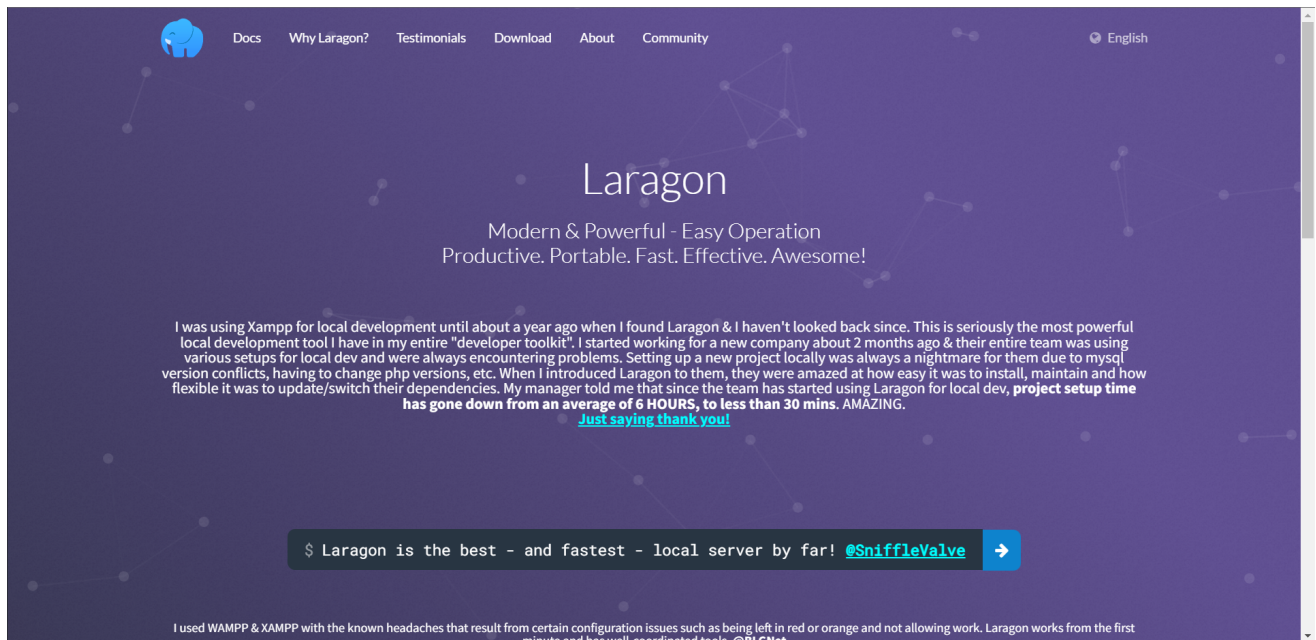 Docs Why Laragon? Testimonials Download About Community English
Laragon
Modern & Powerful - Easy Operation
Productive. Portable. Fast. Effective. Awesome!
I was using Xampp for local development until about a year ago when I found Laragon & I haven't looked back since. This is seriously the most powerful
local development tool I have in my entire "developer toolkit". I started working for a new company about 2 months ago & their entire team was using
various setups for local dev and were always encountering problems. Setting up a new project locally was always a nightmare for them due to mysql
version conflicts, having to change php versions, etc. When I introduced Laragon to them, they were amazed at how easy it was to install, maintain and how
flexible it was to update/switch their dependencies. My manager told me that since the team has started using Laragon for local dev, project setup time
has gone down from an average of 6 HOURS, to less than 30 mins. AMAZING.
Just saying thank you!
$ Laragon is the best - and fastest - local server by far! @SniffleValve
I used WAMPP & XAMPP with the known headaches that result from certain configuration issues such as being left in red or orange and not allowing work. Laragon works from the first
minute and has well-coordinated tools. @BLGNet